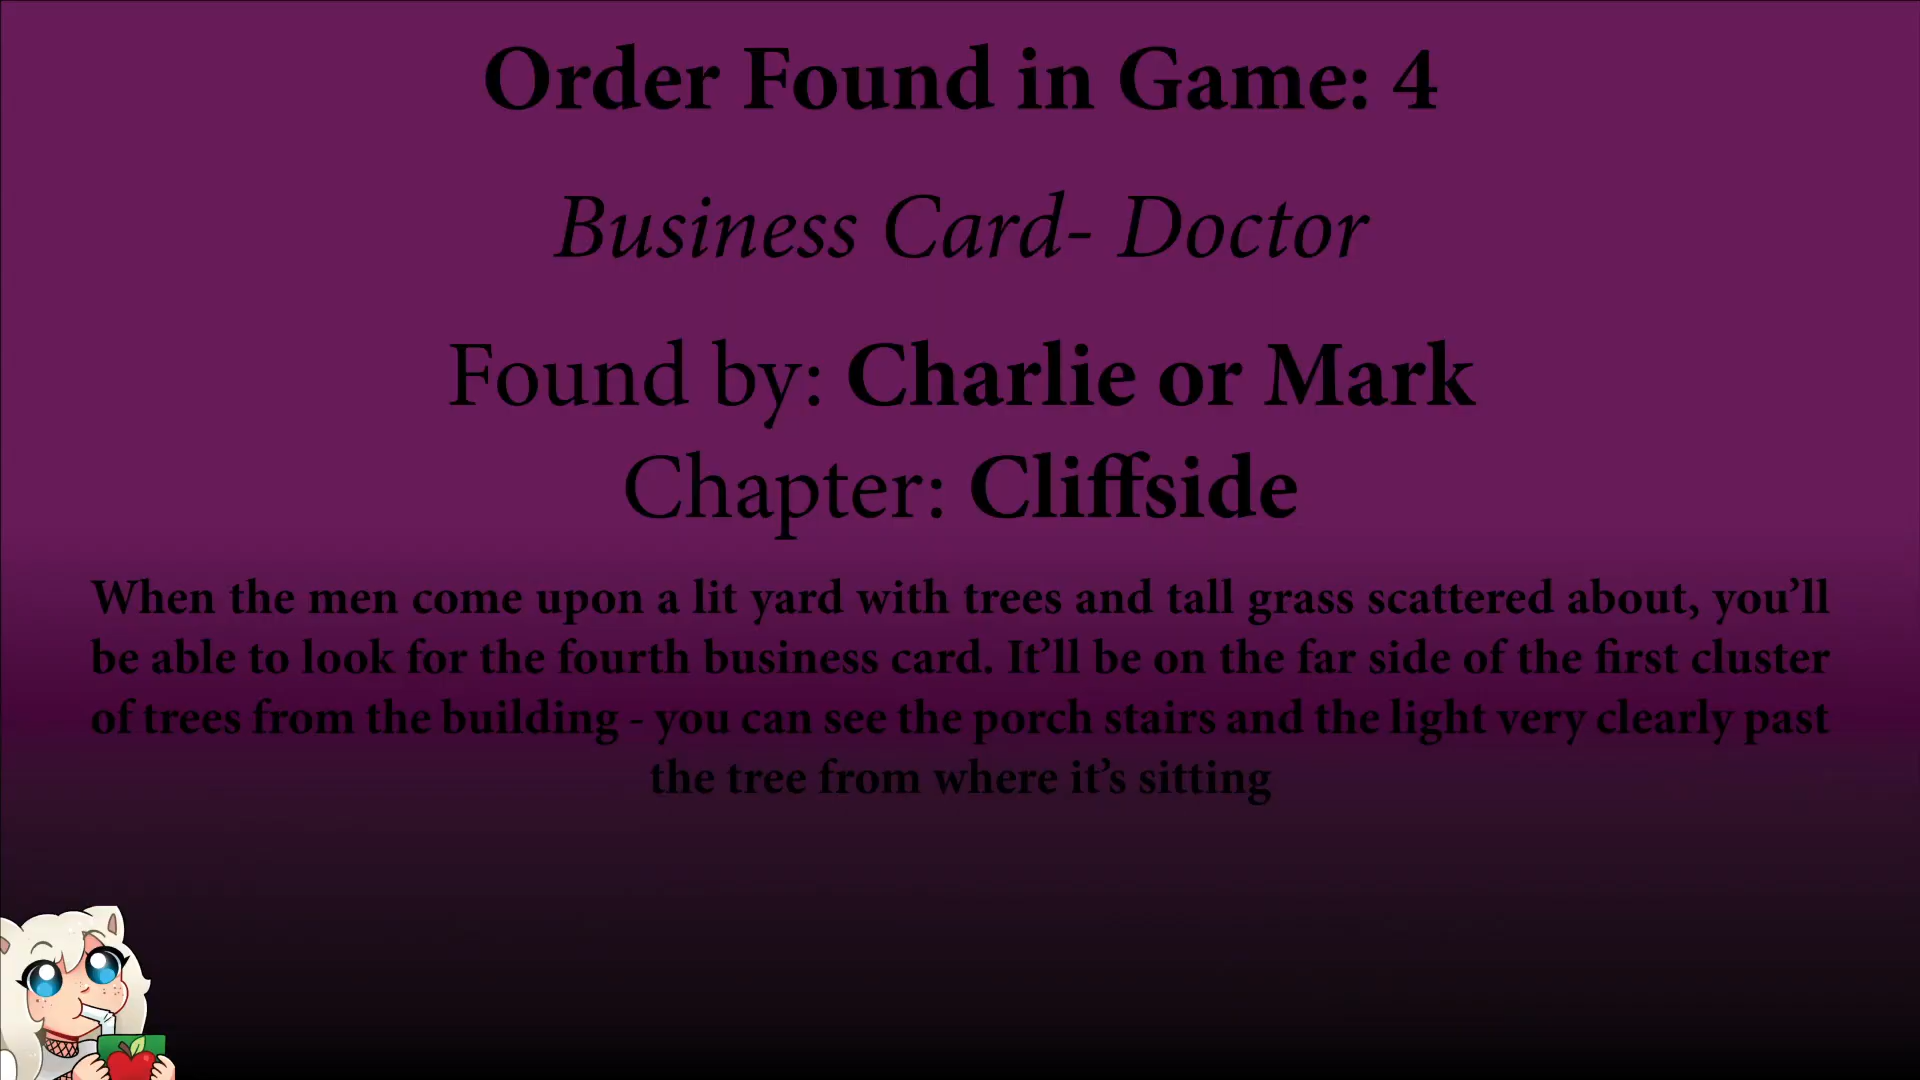 Order Found in Game: 4
Business Card- Doctor
Found by: Charlie or Mark
Chapter: Cliffside
When the men come upon a lit yard with trees and tall grass scattered about, you’ll
be able to look for the fourth business card. It’ll be on the far side of the first cluster
of trees from the building - you can see the porch stairs and the light very clearly past
the tree from where it’s sitting